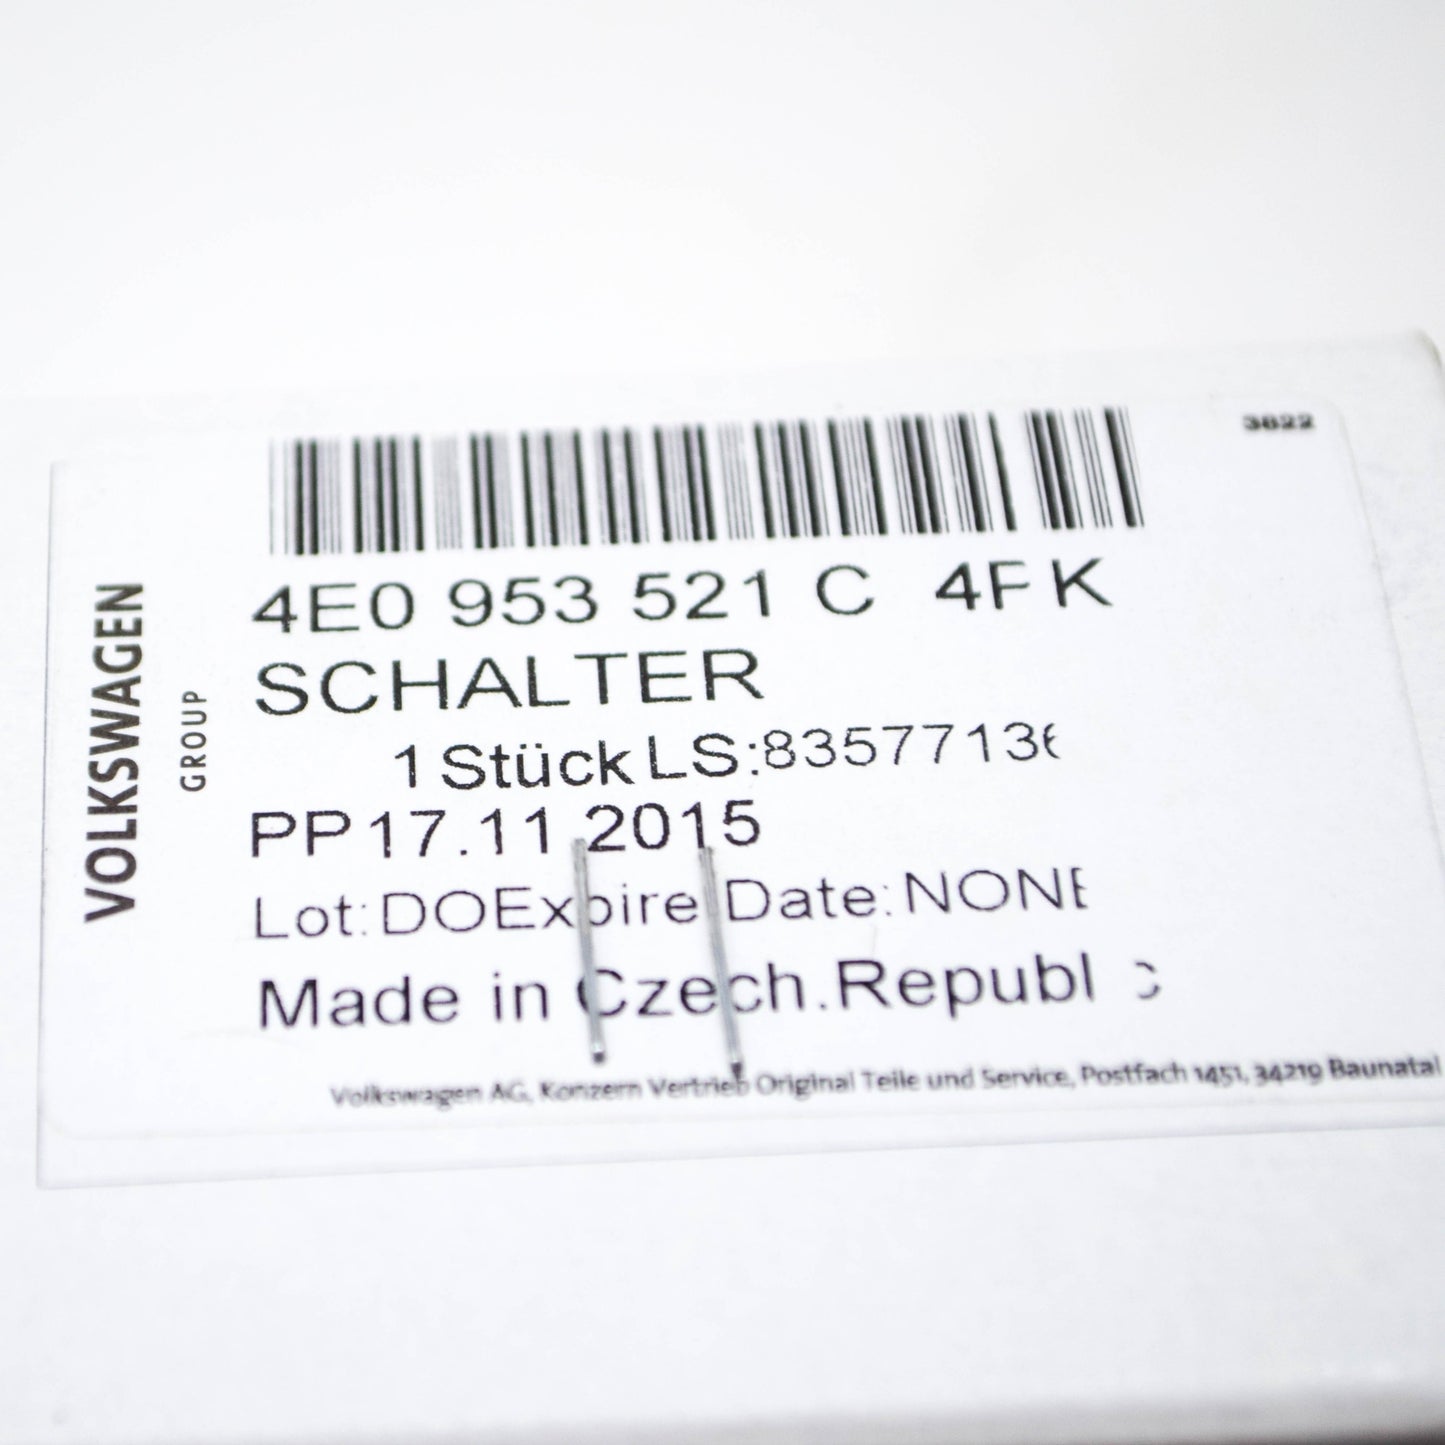 3822
4E0 953 521 C 4FK
SCHALTER
1 Stück LS:83577136
PP 17.11 2015
Lot:DOExpire Date:NONE
Made in Czech.Republ c
Volkswagen AG, Konzern Vertrieb Original Teile und Service, Postfach 1451, 34219 Baunatal
VOLKSWAGEN
GROUP